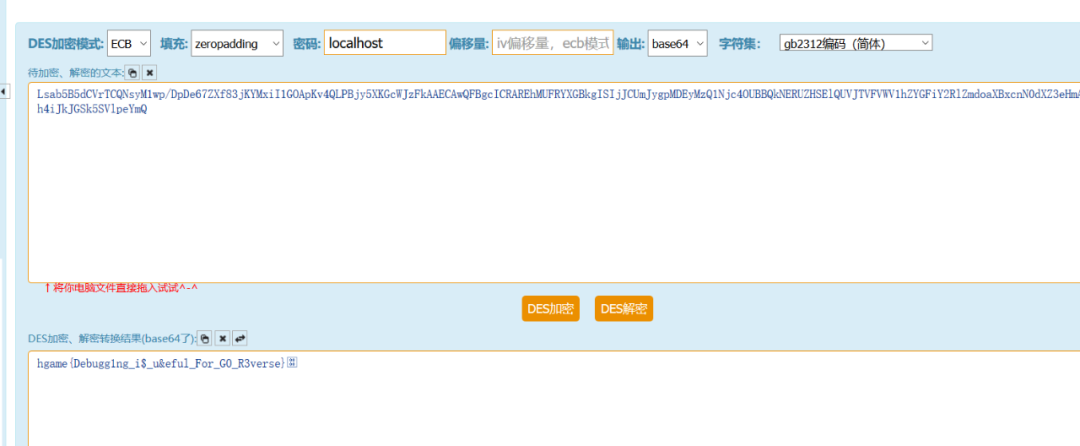 DES加密模式: ECB 填充: zeropadding 密码: localhost 偏移量: iv偏移量，ecb模式 输出: base64 字符集: gb2312编码（简体）
待加密、解密的文本:
Lsab5B5dCVrTCQNsyM1wp/DpDe67ZXf83jKYMxiI1GOApKv4QLPBjy5XKGcWJzFkAAECAwQFBgcICRAREhMUFRYXGBkgISIjJCUmJygpMDEyMzQ1Njc4OUBBQkNERUZHSElQUVJTVFVWV1hZYGFiY2RlZmdoaXBxcnN0dXZ3eHmA
h4iJkJGSk5SVlpeYmQ
↑将你电脑文件直接拖入试试^-^
DES加密 DES解密
DES加密、解密转换结果(base64了):
hgame{Debugg1ng_i$_u&eful_For_G0_R3verse}